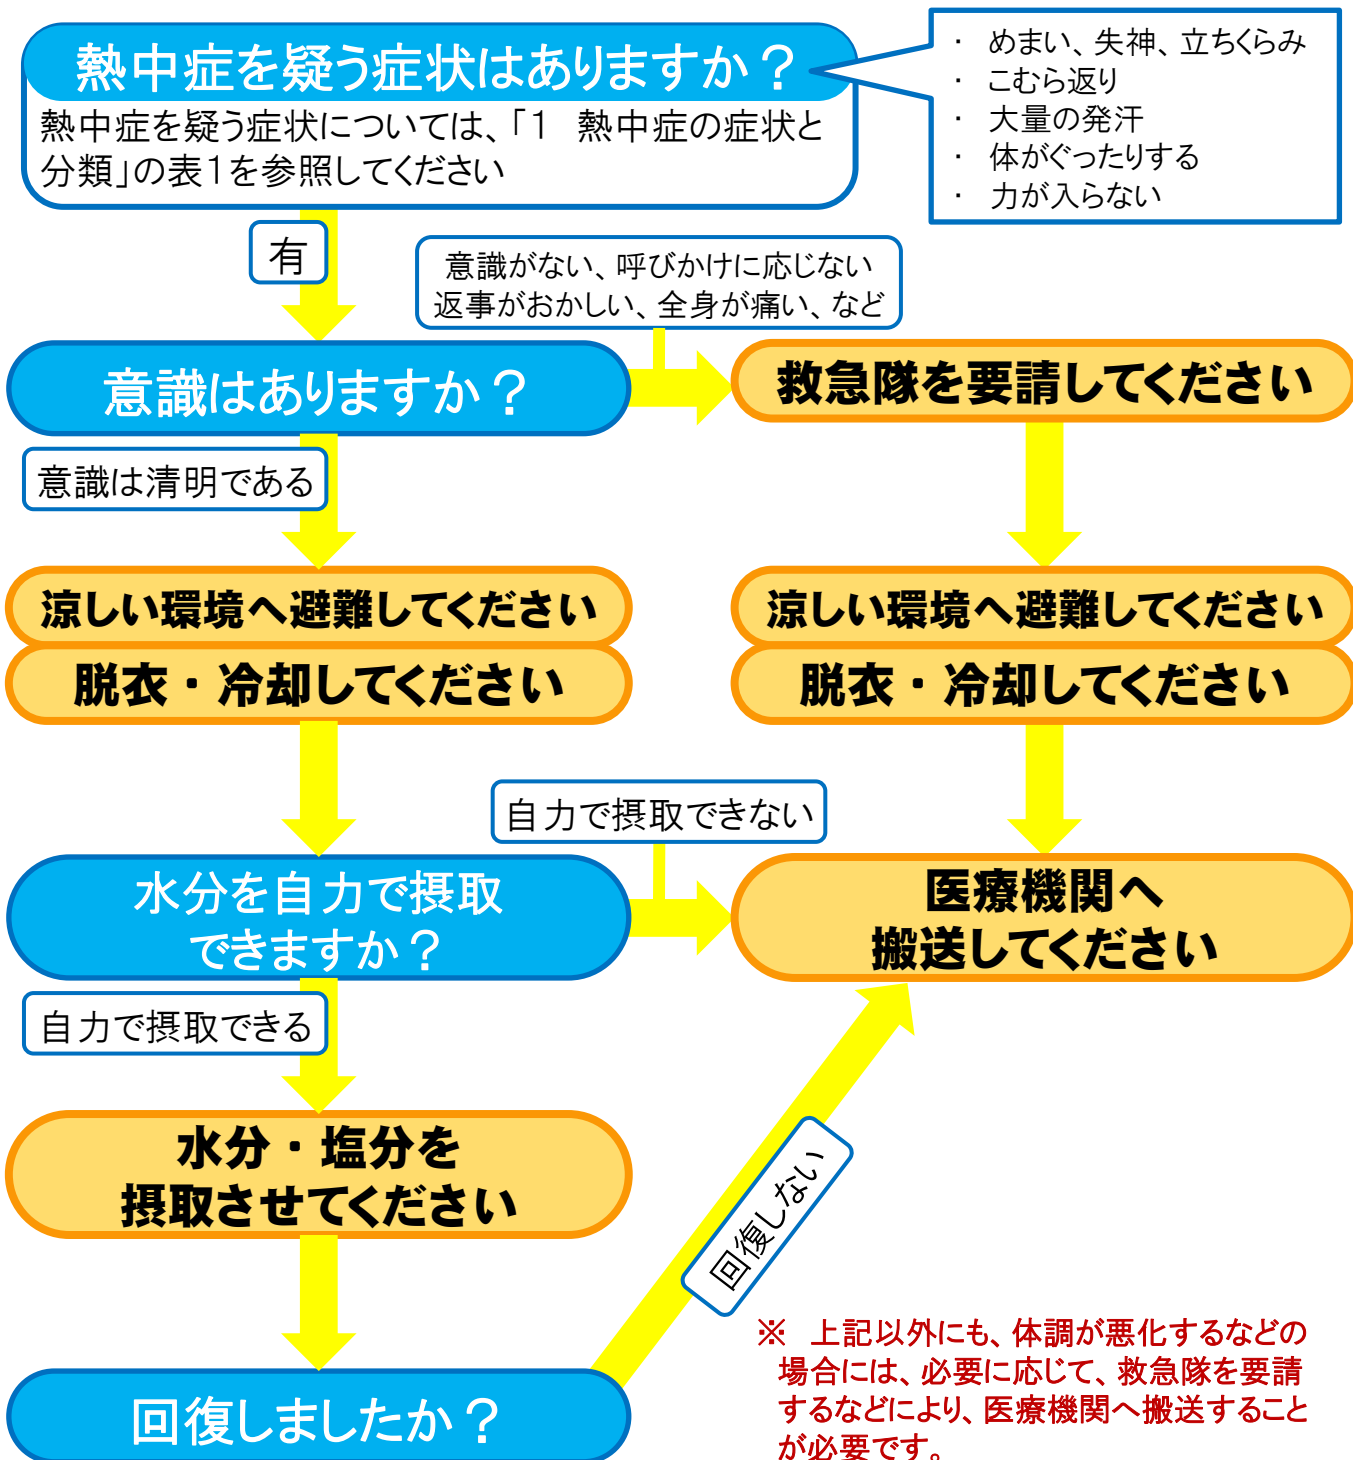 熱中症を疑う症状はありますか？
熱中症を疑う症状については、「１　熱中症の症状と
分類」の表１を参照してください
・　めまい、失神、立ちくらみ
・　こむら返り
・　大量の発汗
・　体がぐったりする
・　力が入らない
有
意識がない、呼びかけに応じない
返事がおかしい、全身が痛い、など
意識はありますか？
救急隊を要請してください
意識は清明である
涼しい環境へ避難してください
脱衣・冷却してください
涼しい環境へ避難してください
脱衣・冷却してください
自力で摂取できない
水分を自力で摂取
できますか？
医療機関へ
搬送してください
自力で摂取できる
水分・塩分を
摂取させてください
回復しない
回復しましたか？
※　上記以外にも、体調が悪化するなどの
場合には、必要に応じて、救急隊を要請
するなどにより、医療機関へ搬送すること
が必要です。